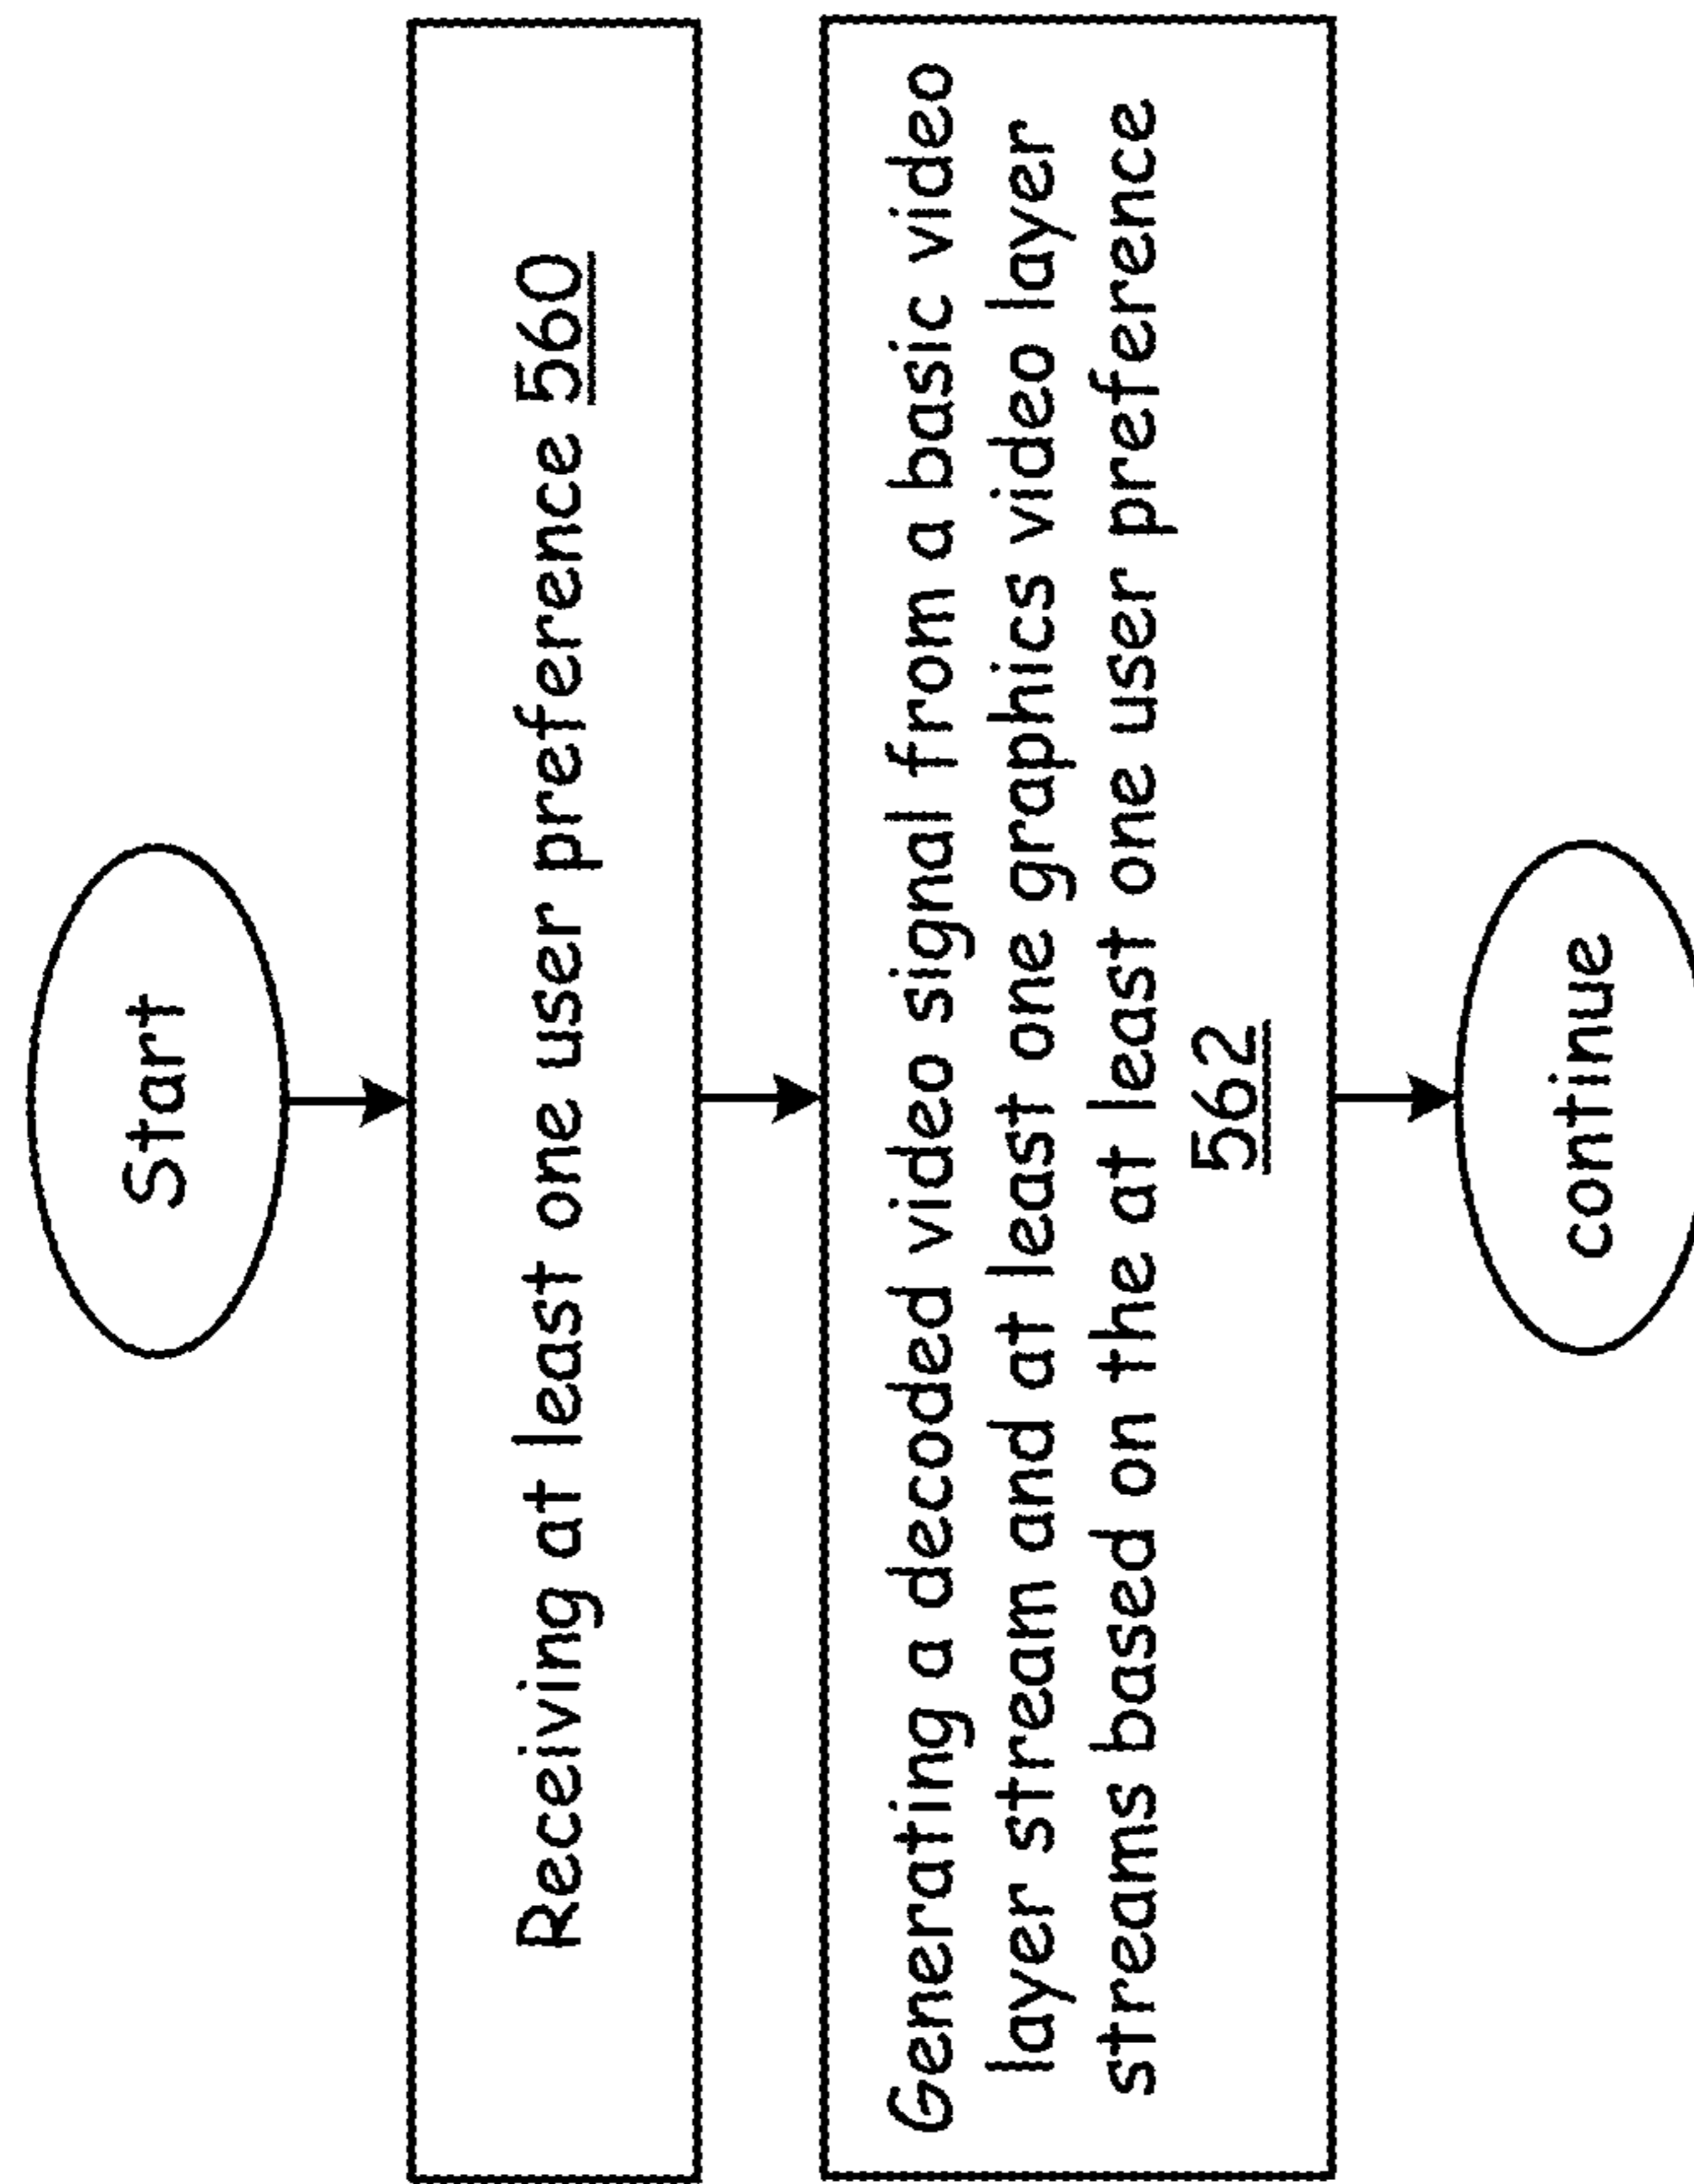 Start
Receiving at least one user preference 560
Generating a decoded video signal from a basic video
layer stream and at least one graphics video layer
streams based on the at least one user preference
562
continue